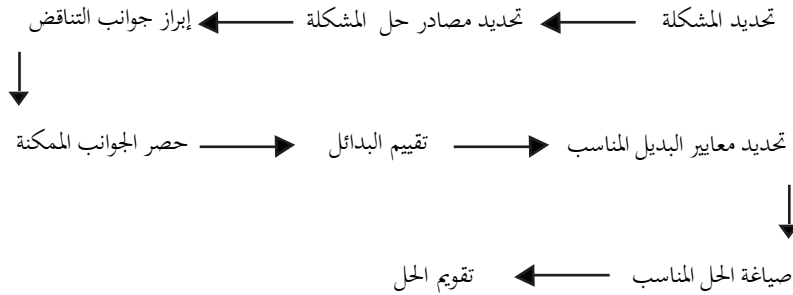 تحديد المشكلة تحديد مصادر حل المشكلة إبراز جوانب التناقض
حصر الجوانب الممكنة تقييم البدائل تحديد معايير البديل المناسب
صياغة الحل المناسب تقويم الحل